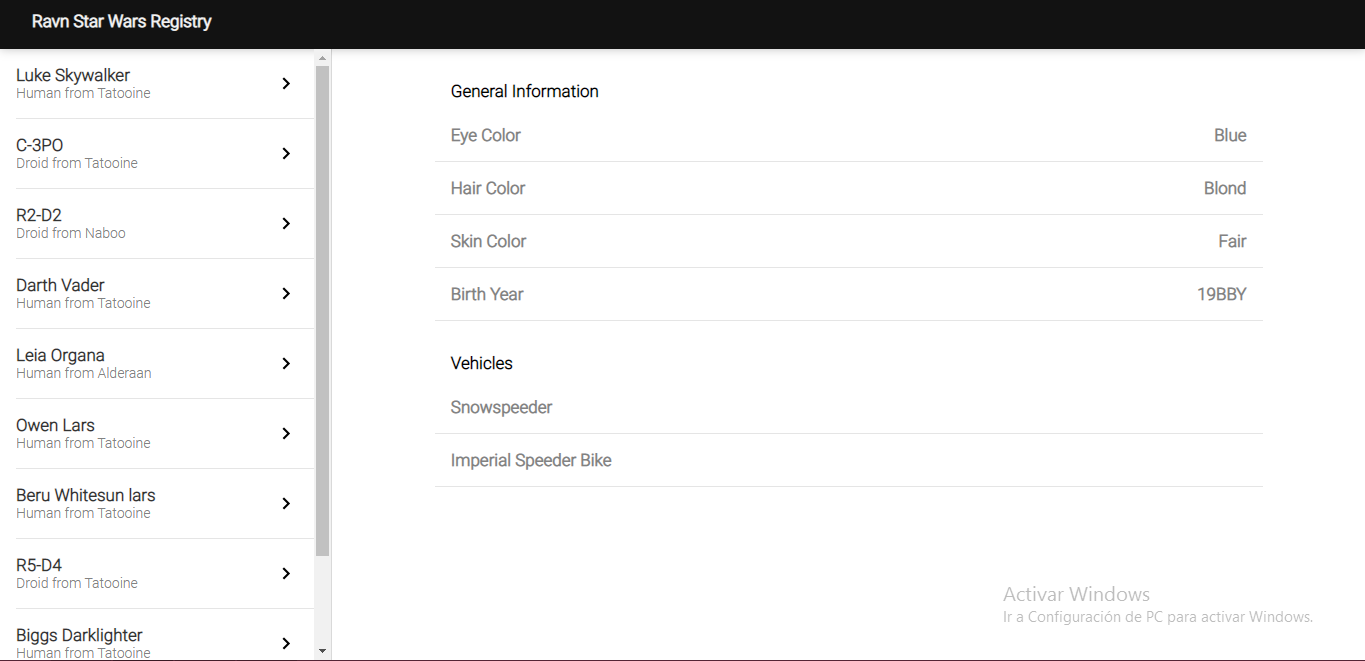 Ravn Star Wars Registry
Luke Skywalker
Human from Tatooine
C-3PO
Droid from Tatooine
R2-D2
Droid from Naboo
Darth Vader
Human from Tatooine
Leia Organa
Human from Alderaan
Owen Lars
Human from Tatooine
Beru Whitesun lars
Human from Tatooine
R5-D4
Droid from Tatooine
Biggs Darklighter
Human from Tatooine
General Information
Eye Color Blue
Hair Color Blond
Skin Color Fair
Birth Year 19BBY
Vehicles
Snowspeeder
Imperial Speeder Bike
Activar Windows
Ir a Configuración de PC para activar Windows.